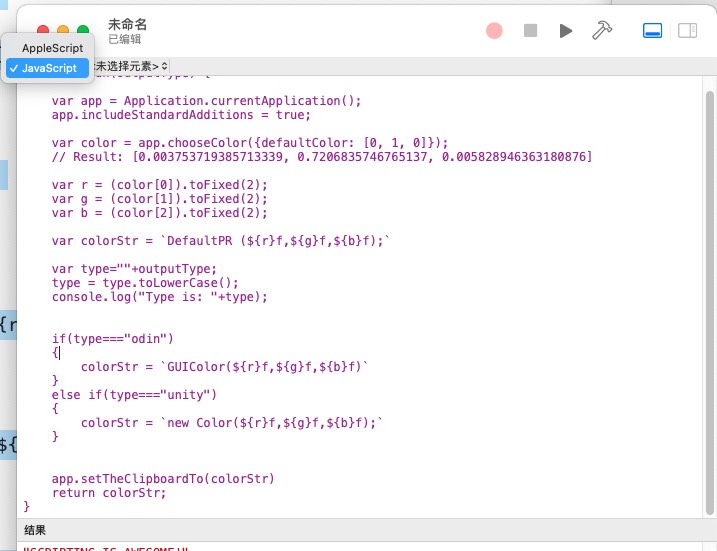 未命名
已编辑
AppleScript
✓ JavaScript
未选择元素>
var app = Application.currentApplication();
app.includeStandardAdditions = true;
var color = app.chooseColor({defaultColor: [0, 1, 0]});
// Result: [0.003753719385713339, 0.7206835746765137, 0.005828946363180876]
var r = (color[0]).toFixed(2);
var g = (color[1]).toFixed(2);
var b = (color[2]).toFixed(2);
var colorStr = `DefaultPR (${r}f,${g}f,${b}f);`
var type=""+outputType;
type = type.toLowerCase();
console.log("Type is: "+type);
{r
if(type==="odin")
{
colorStr = `GUIColor(${r}f,${g}f,${b}f)`
}
else if(type==="unity")
{
colorStr = `new Color(${r}f,${g}f,${b}f);`
}
${
app.setTheClipboardTo(colorStr)
return colorStr;
}
结果
"SCRIPTING IS AWESOME!"